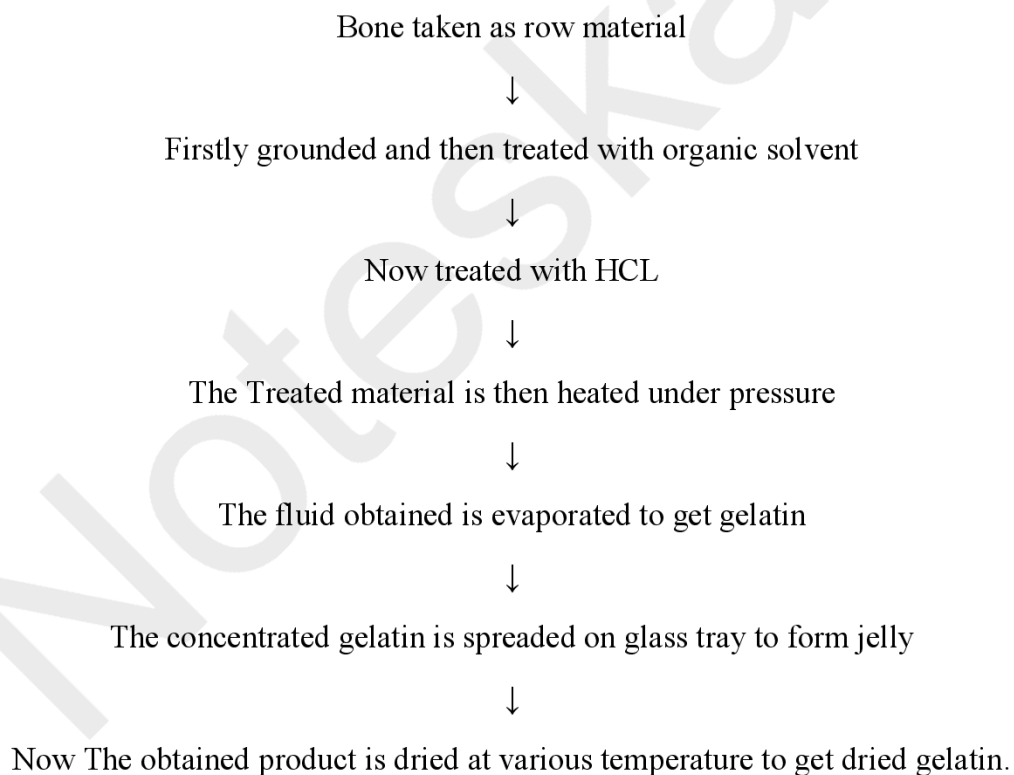 Bone taken as row material
↓
Firstly grounded and then treated with organic solvent
↓
Now treated with HCL
↓
The Treated material is then heated under pressure
↓
The fluid obtained is evaporated to get gelatin
↓
The concentrated gelatin is spreaded on glass tray to form jelly
↓
Now The obtained product is dried at various temperature to get dried gelatin.
Noteska